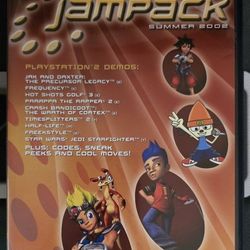 Jampack
SUMMER 2002
PLAYSTATION®2 DEMOS:
JAK AND DAXTER:
THE PRECURSOR LEGACY™
FREQUENCY™
HOT SHOTS GOLF® 3
PARAPPA THE RAPPER® 2
CRASH BANDICOOT®:
THE WRATH OF CORTEX™
TIMESPLITTERS™ 2
HALF-LIFE®
FREEKSTYLE™
STAR WARS: JEDI STARFIGHTER™
PLUS: CODES, SNEAK
PEEKS AND COOL MOVES!